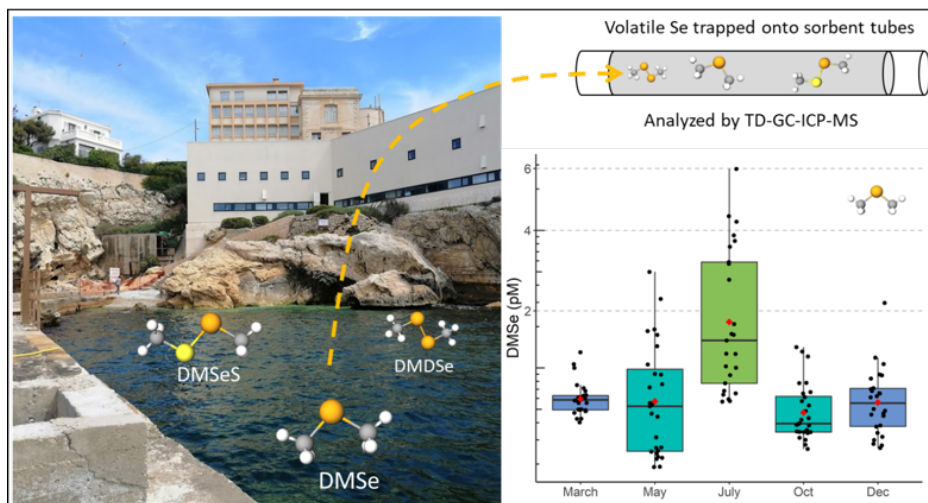 Volatile Se trapped onto sorbent tubes
Analyzed by TD-GC-ICP-MS
DMSeS
DMDSe
DMSe
DMSe (pM)
6
4
2
March
May
July
Oct
Dec